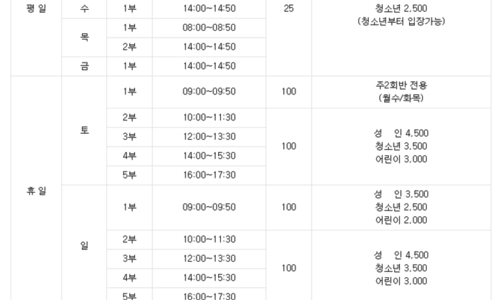 평 일 수 1부 14:00~14:50 25 청소년 2,500
(청소년부터 입장가능)
목 1부 08:00~08:50
2부 14:00~14:50
금 1부 14:00~14:50
휴 일 토 1부 09:00~09:50 100 주2회반 전용
(월수/화목)
2부 10:00~11:30 100 성 인 4,500
3부 12:00~13:30 청소년 3,500
4부 14:00~15:30 어린이 3,000
5부 16:00~17:30
일 1부 09:00~09:50 100 성 인 3,500
청소년 2,500
어린이 2,000
2부 10:00~11:30 100 성 인 4,500
3부 12:00~13:30 청소년 3,500
4부 14:00~15:30 어린이 3,000
5부 16:00~17:30